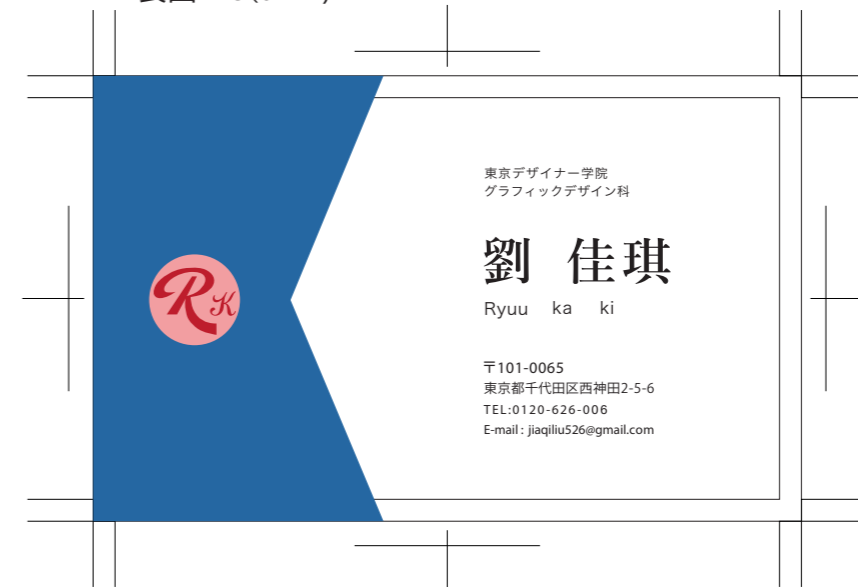 東京デザイナー学院
グラフィックデザイン科
劉 佳琪
Ryuu ka ki
〒101-0065
東京都千代田区西神田2-5-6
TEL:0120-626-006
E-mail : jiaqiliu526@gmail.com
RK